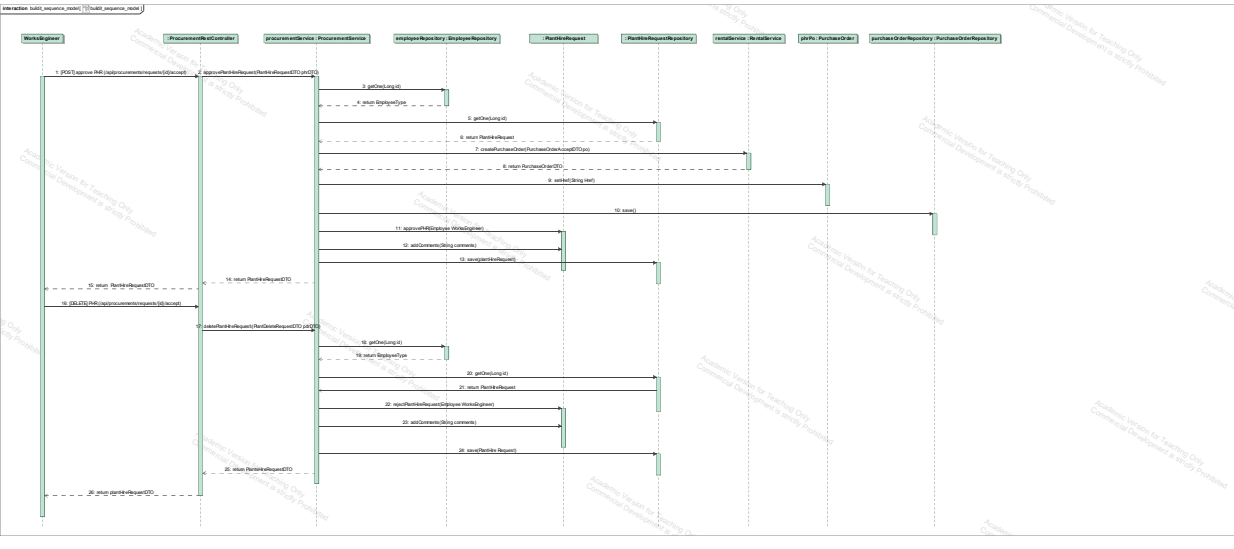 interaction buildit_sequence_model[ buildit_sequence_model ]
WorksEngineer
: ProcurementRestController
procurementService : ProcurementService
employeeRepository : EmployeeRepository
: PlantHireRequest
: PlantHireRequestRepository
rentalService : RentalService
phrPo : PurchaseOrder
purchaseOrderRepository : PurchaseOrderRepository
1: [POST] approve PHR (/api/procurements/requests/{id}/accept)
2: approvePlantHireRequest(PlantHireRequestDTO phrDTO)
3: getOne(Long id)
4: return EmployeeType
5: getOne(Long id)
6: return PlantHireRequest
7: createPurchaseOrder(PurchaseOrderAcceptDTO po)
8: return PurchaseOrderDTO
9: setHref(String Href)
10: save()
11: approvePHR(Employee WorksEngineer)
12: addComments(String comments)
13: save(plantHireRequest)
14: return PlantHireRequestDTO
15: return PlantHireRequestDTO
16: [DELETE] PHR (/api/procurements/requests/{id}/accept)
17: deletePlantHireRequest(PlantDeleteRequestDTO pdrDTO)
18: getOne(Long id)
19: return EmployeeType
20: getOne(Long id)
21: return PlantHireRequest
22: rejectPlantHireRequest(Employee WorksEngineer)
23: addComments(String comments)
24: save(PlantHire Request)
25: return PlanteHireRequestDTO
26: return plantHireRequestDTO
Academic Version for Teaching Only
Commercial Development is strictly Prohibited